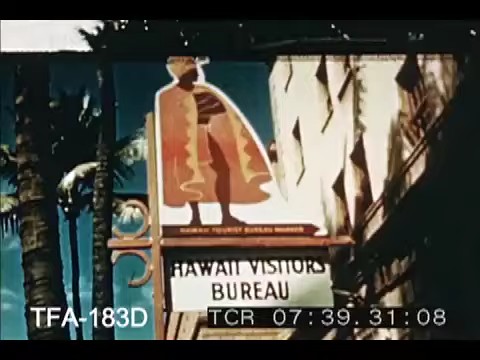 HAWAII TOURIST BUREAU MARKER
HAWAII VISITORS
BUREAU
TFA-183D
TCR 07:39.31:08